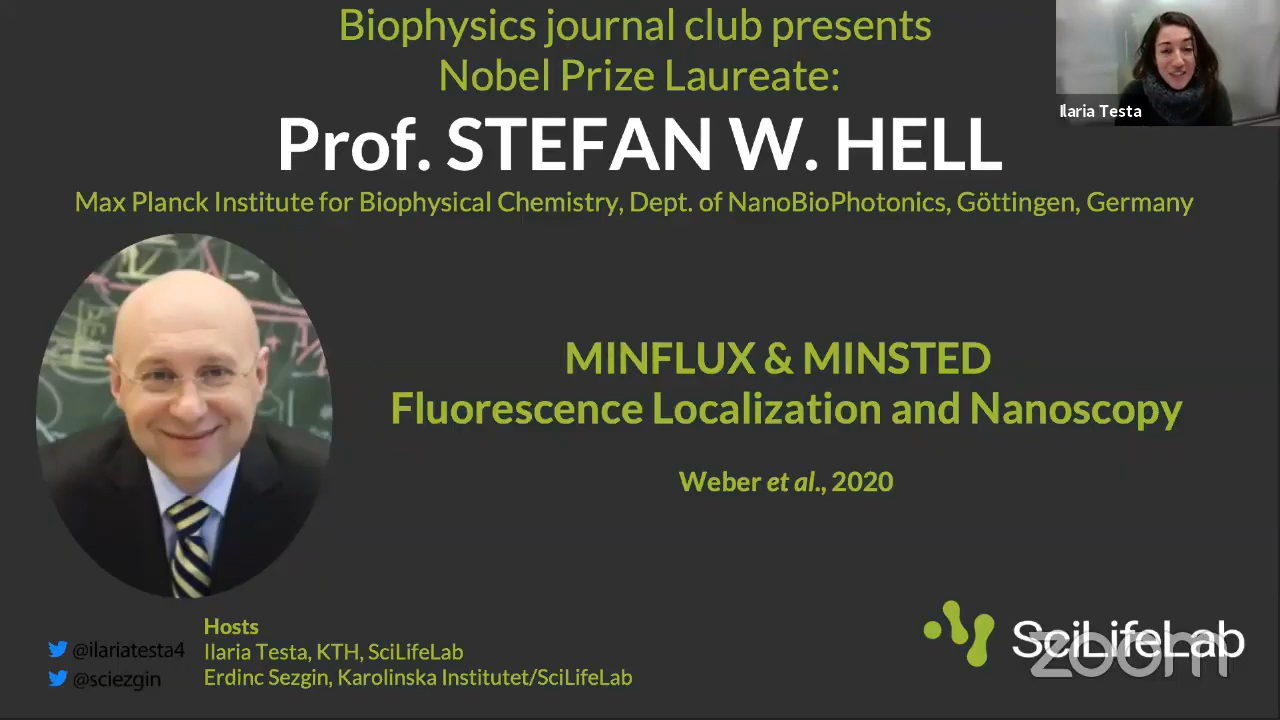 Biophysics journal club presents
Nobel Prize Laureate:
Prof. STEFAN W. HELL
Max Planck Institute for Biophysical Chemistry, Dept. of NanoBioPhotonics, Göttingen, Germany
Ilaria Testa
MINFLUX & MINSTED
Fluorescence Localization and Nanoscopy
Weber et al., 2020
Hosts
@ilariatesta4 Ilaria Testa, KTH, SciLifeLab
@sciezgin Erdinc Sezgin, Karolinska Institutet/SciLifeLab
SciLifeLab
zoom